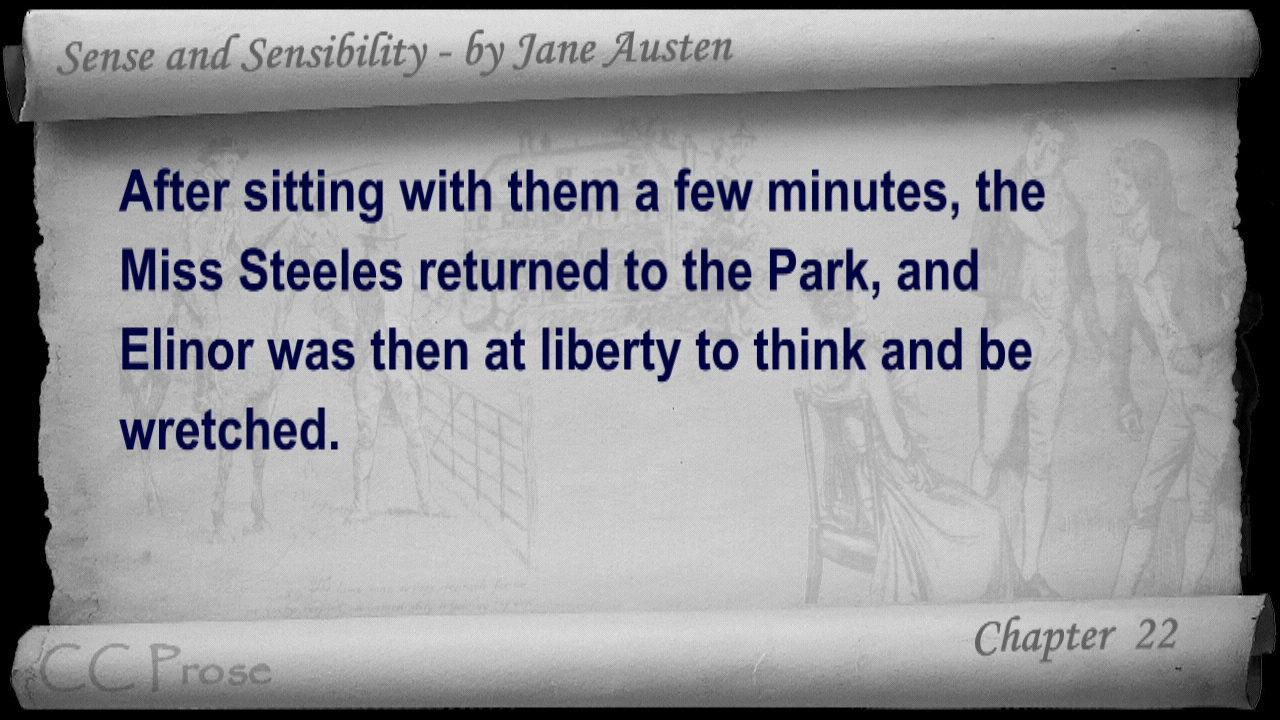 Sense and Sensibility - by Jane Austen
After sitting with them a few minutes, the
Miss Steeles returned to the Park, and
Elinor was then at liberty to think and be
wretched.
Chapter 22
CC Prose